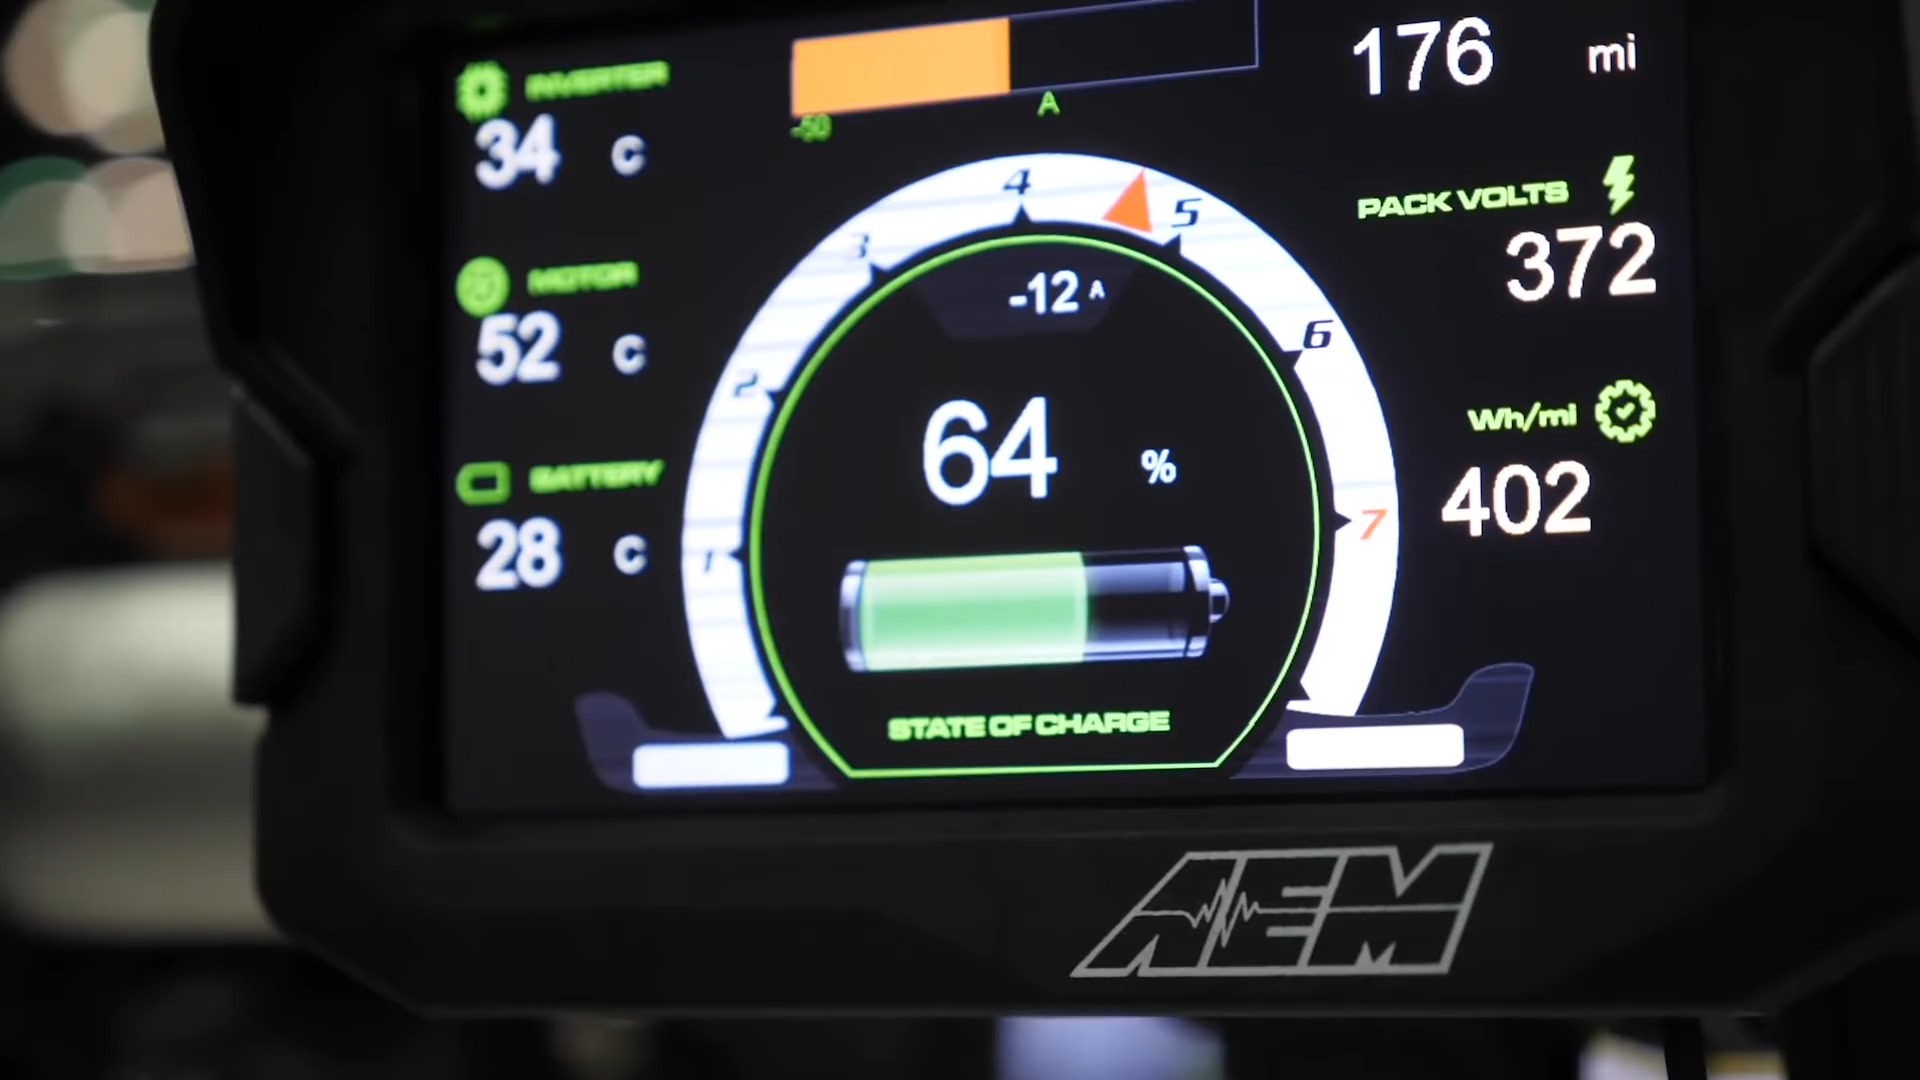 INVERTER
34 C
-50
A
176 mi
MOTOR
52 C
BATTERY
28 C
1
2
3
4
5
6
7
-12 A
64 %
STATE OF CHARGE
PACK VOLTS
372
Wh/mi
402
AEM